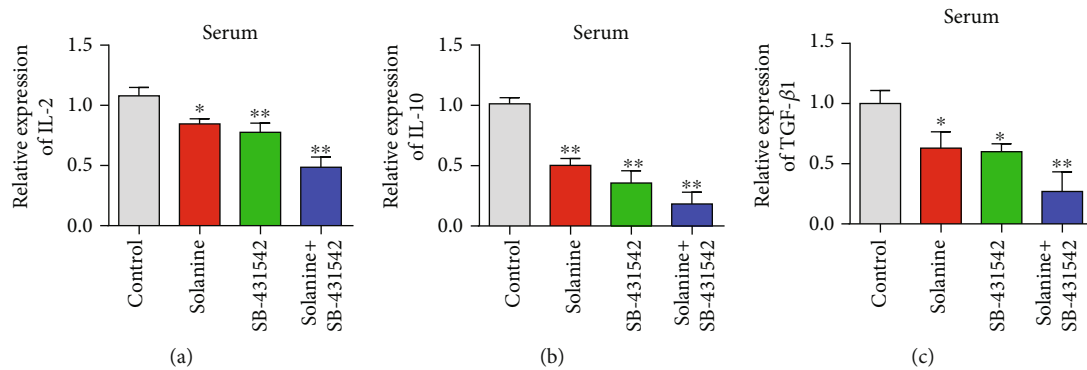 Serum
Relative expression
of IL-2
1.5
1.0
0.5
0.0
*
**
**
Control
Solanine
SB-431542
Solanine+
SB-431542
(a)
Serum
Relative expression
of IL-10
1.5
1.0
0.5
0.0
**
**
**
Control
Solanine
SB-431542
Solanine+
SB-431542
(b)
Serum
Relative expression
of TGF-β1
1.5
1.0
0.5
0.0
*
*
**
Control
Solanine
SB-431542
Solanine+
SB-431542
(c)